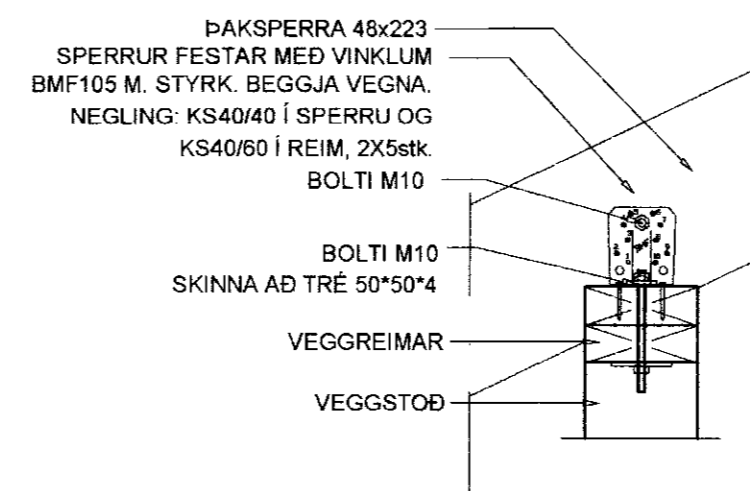 ÞAKSPERRA 48x223
SPERRUR FESTAR MEÐ VINKLUM
BMF105 M. STYRK. BEGGJA VEGNA.
NEGLING: KS40/40 Í SPERRU OG
KS40/60 Í REIM, 2X5stk.
BOLTI M10
BOLTI M10
SKINNA AÐ TRÉ 50*50*4
VEGGREIMAR
VEGGSTOÐ